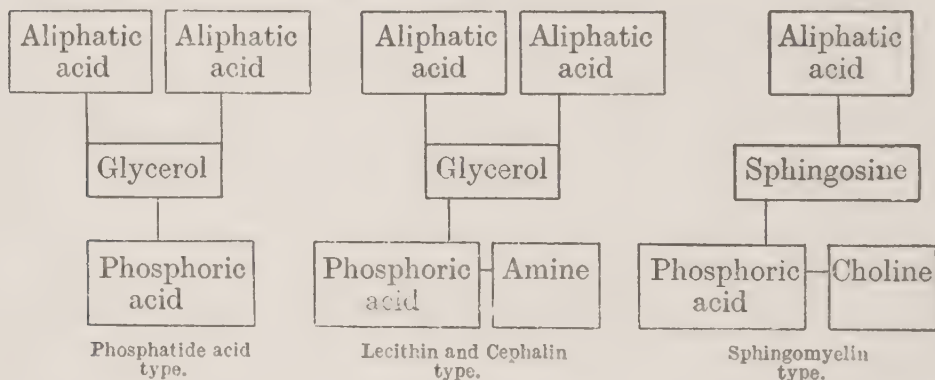 Aliphatic
acid
Aliphatic
acid
Glycerol
Phosphoric
acid
Phosphatide acid
type.
Aliphatic
acid
Aliphatic
acid
Glycerol
Phosphoric
acid
Amine
Lecithin and Cephalin
type.
Aliphatic
acid
Sphingosine
Phosphoric
acid
Choline
Sphingomyelin
type.